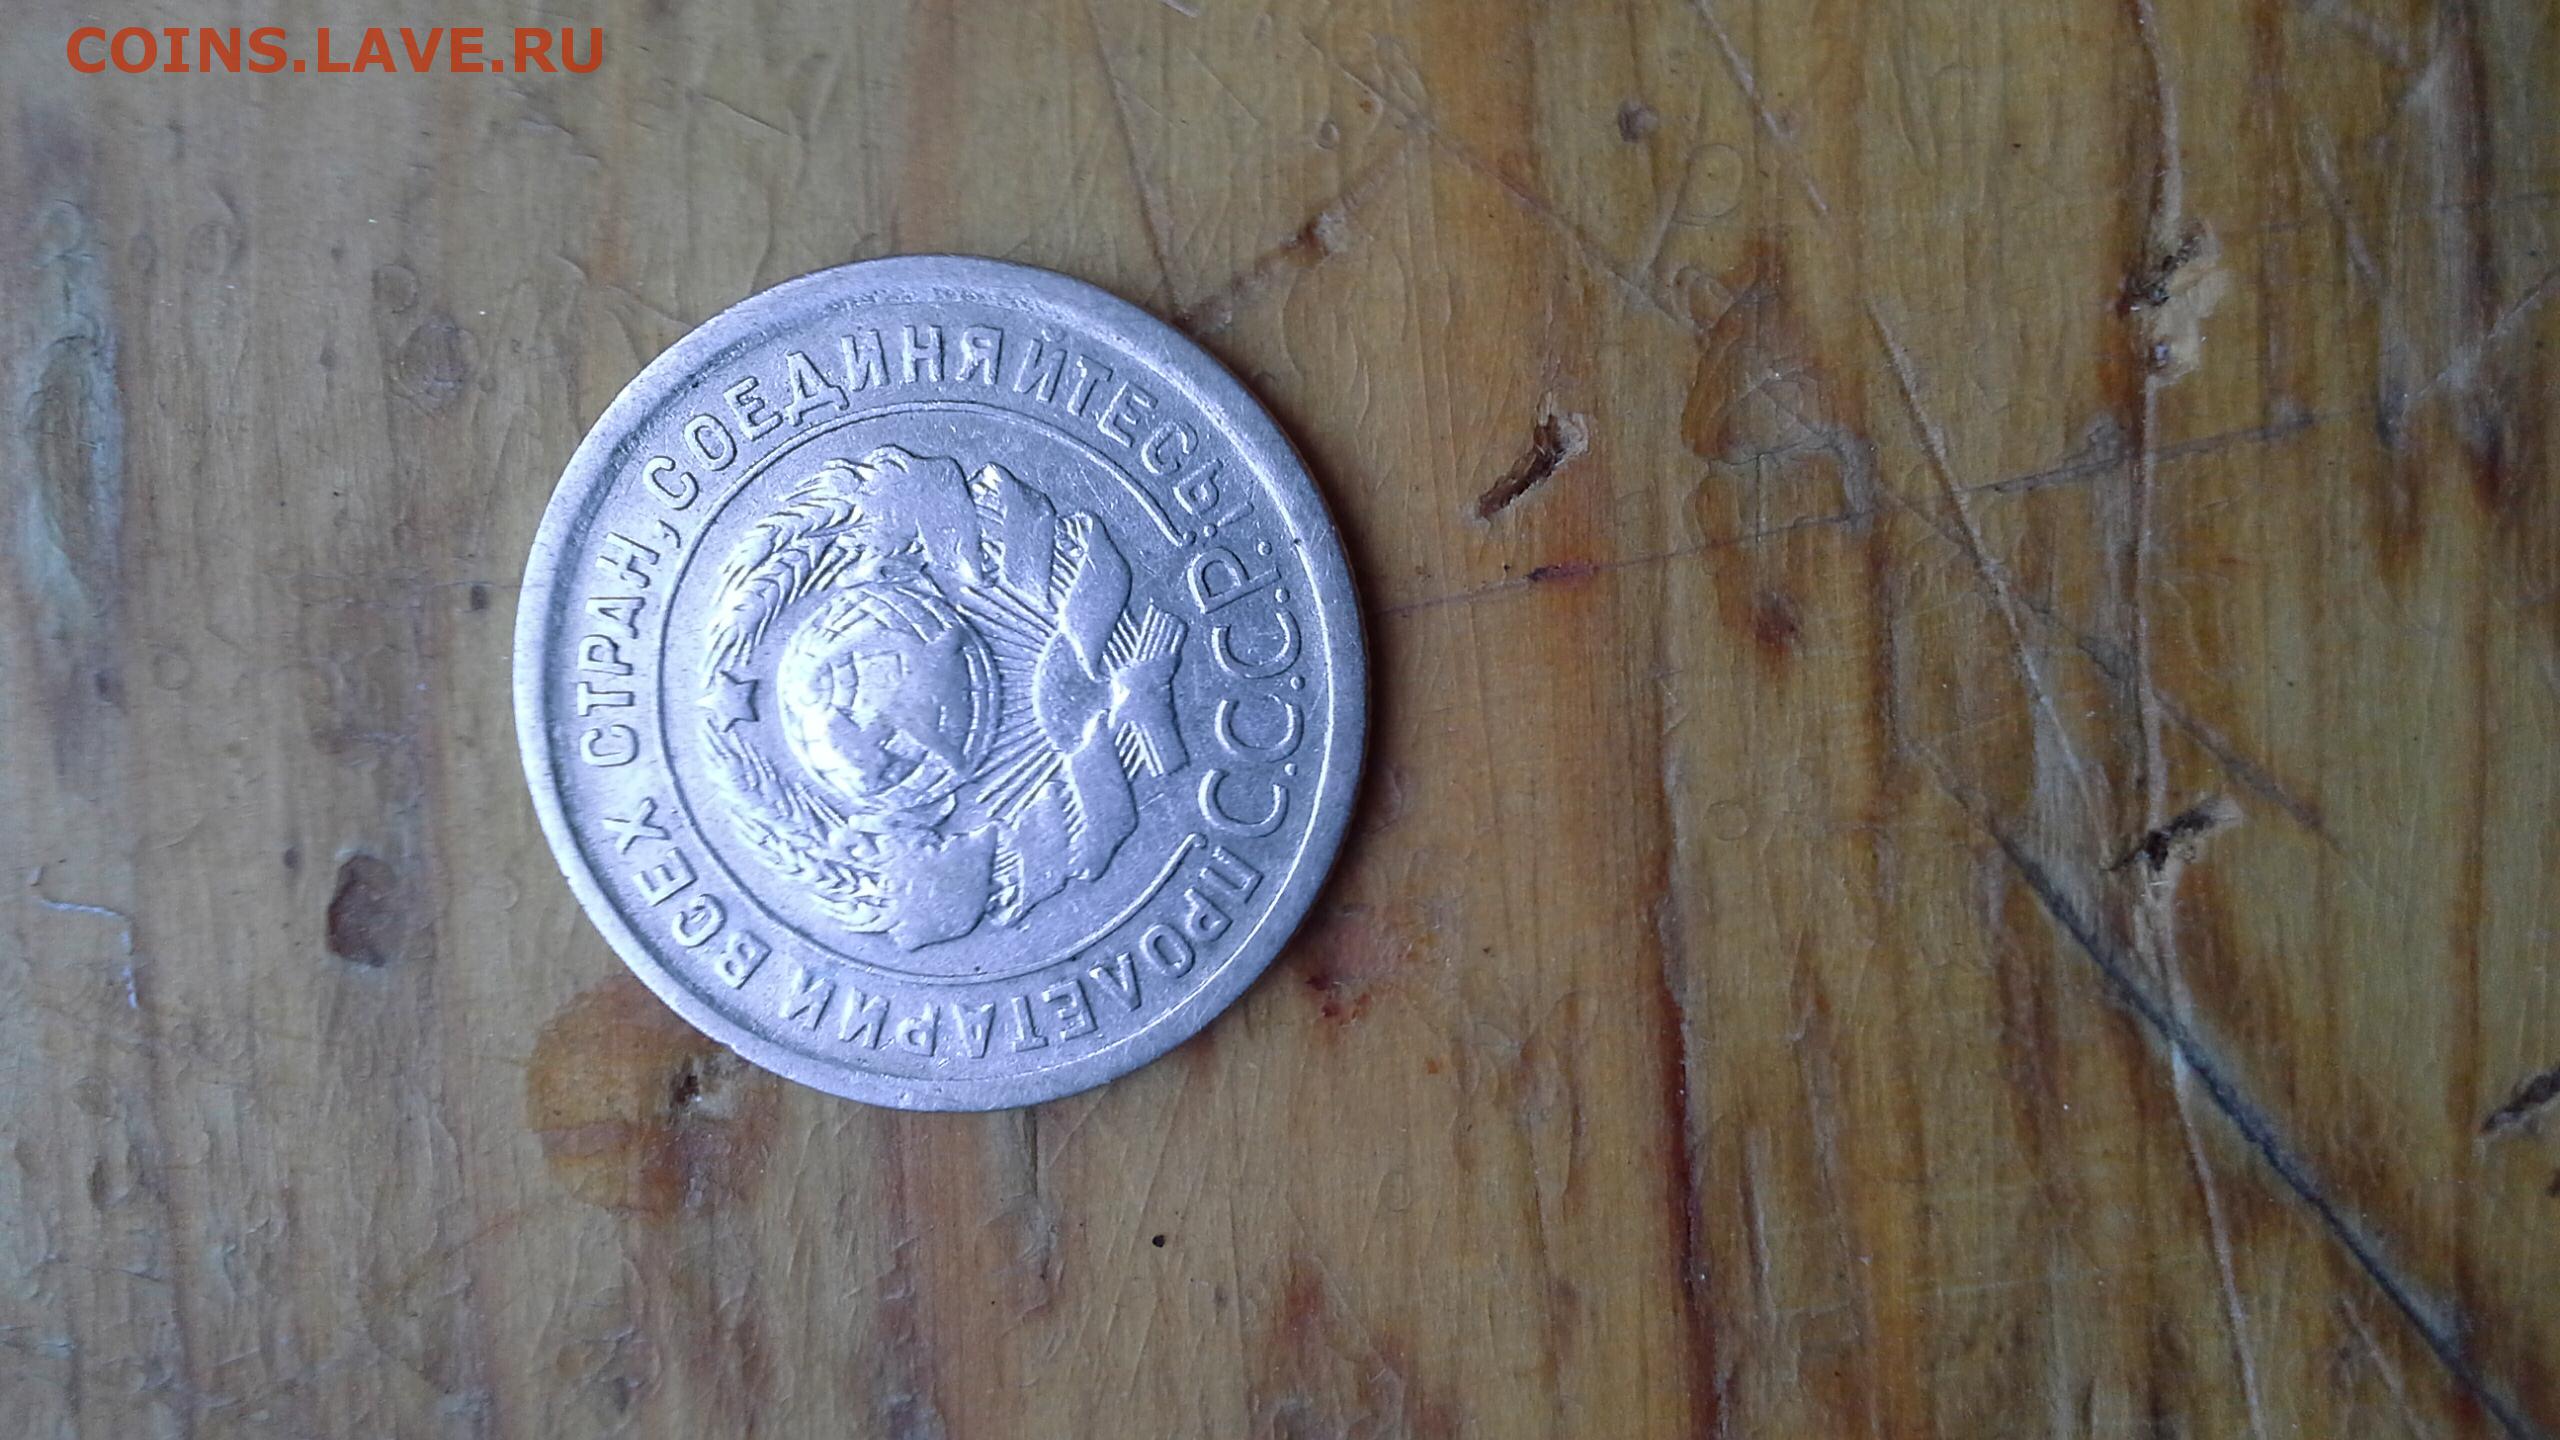 COINS.LAVE.RU
ПРОЛЕТАРИИ ВСЕХ СТРАН, СОЕДИНЯЙТЕСЬ!
С.С.С.Р.